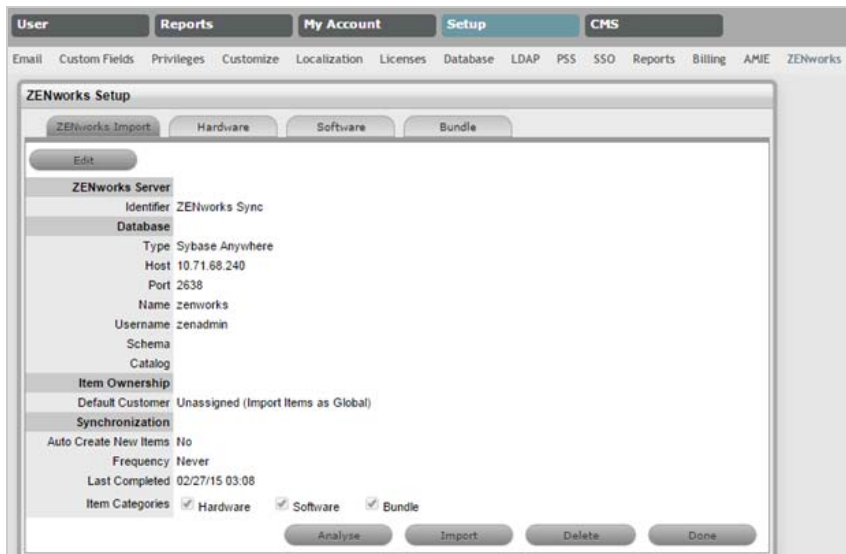 User Reports My Account Setup CMS
Email Custom Fields Privileges Customize Localization Licenses Database LDAP PSS SSO Reports Billing AMIE ZENworks
ZENworks Setup
ZENworks Import Hardware Software Bundle
Edit
ZENworks Server
Identifier ZENworks Sync
Database
Type Sybase Anywhere
Host 10.71.68.240
Port 2638
Name zenworks
Username zenadmin
Schema
Catalog
Item Ownership
Default Customer Unassigned (Import Items as Global)
Synchronization
Auto Create New Items No
Frequency Never
Last Completed 02/27/15 03:08
Item Categories Hardware Software Bundle
Analyse Import Delete Done